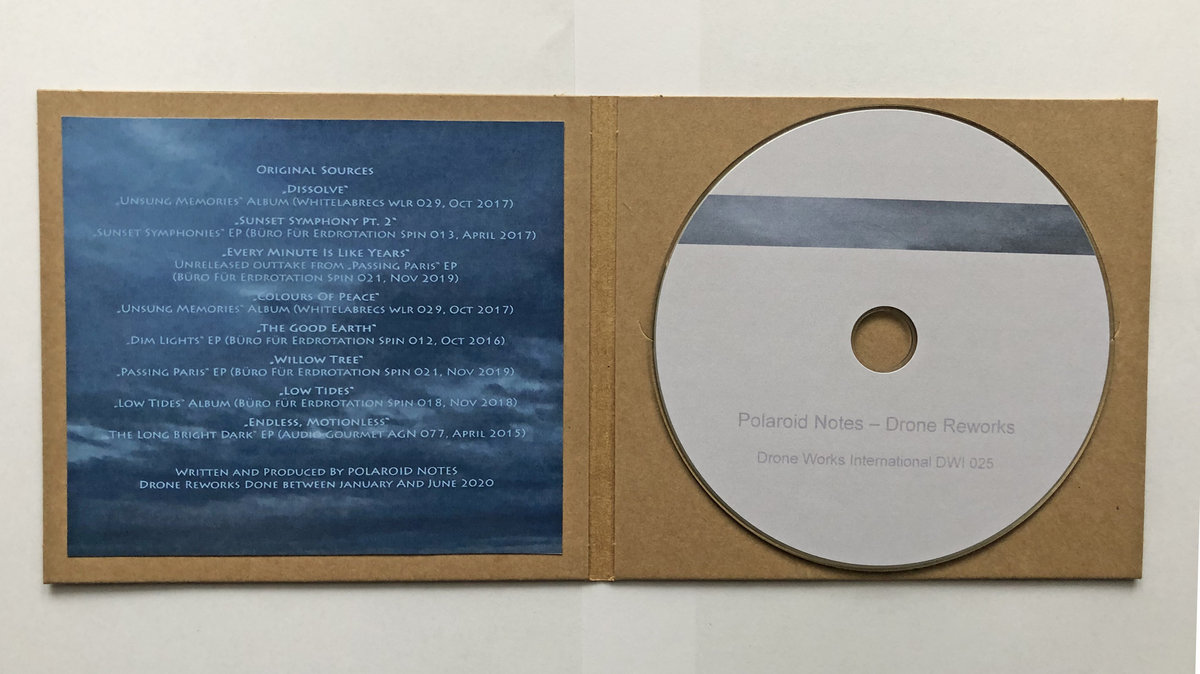 Original Sources
„Dissolve“
„Unsung Memories“ Album (Whitelabrecs WLR 029, Oct 2017)
„Sunset Symphony Pt. 2“
„Sunset Symphonies“ EP (Büro Für Erdrotation Spin 013, April 2017)
„Every Minute Is Like Years“
Unreleased outtake from „Passing Paris“ EP
(Büro Für Erdrotation Spin 021, Nov 2019)
„Colours Of Peace“
„Unsung Memories“ Album (Whitelabrecs WLR 029, Oct 2017)
„The Good Earth“
„Dim Lights“ EP (Büro für Erdrotation Spin 012, Oct 2016)
„Willow Tree“
„Passing Paris“ EP (Büro Für Erdrotation Spin 021, Nov 2019)
„Low Tides“
„Low Tides“ Album (Büro für Erdrotation Spin 018, Nov 2018)
„Endless, Motionless“
„The Long Bright Dark“ EP (Audio Gourmet AGN 077, April 2015)
Written and Produced by POLAROID NOTES
Drone Reworks Done between January And June 2020
Polaroid Notes – Drone Reworks
Drone Works International DWI 025